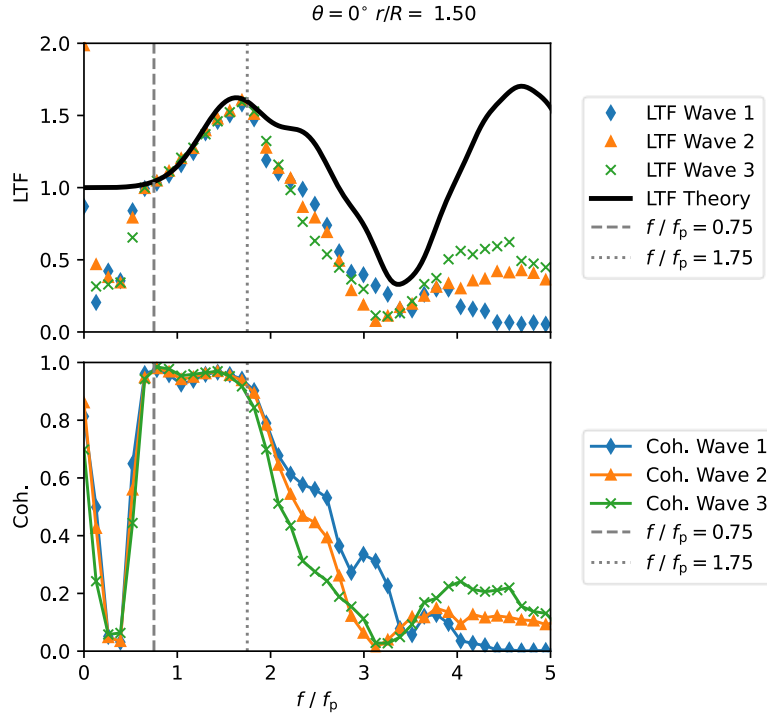 θ = 0° r/R = 1.50
2.0
1.5
1.0
0.5
0.0
LTF
LTF Wave 1
LTF Wave 2
LTF Wave 3
LTF Theory
f / fp = 0.75
f / fp = 1.75
1.0
0.8
0.6
0.4
0.2
0.0
Coh.
0 1 2 3 4 5
f / fp
Coh. Wave 1
Coh. Wave 2
Coh. Wave 3
f / fp = 0.75
f / fp = 1.75